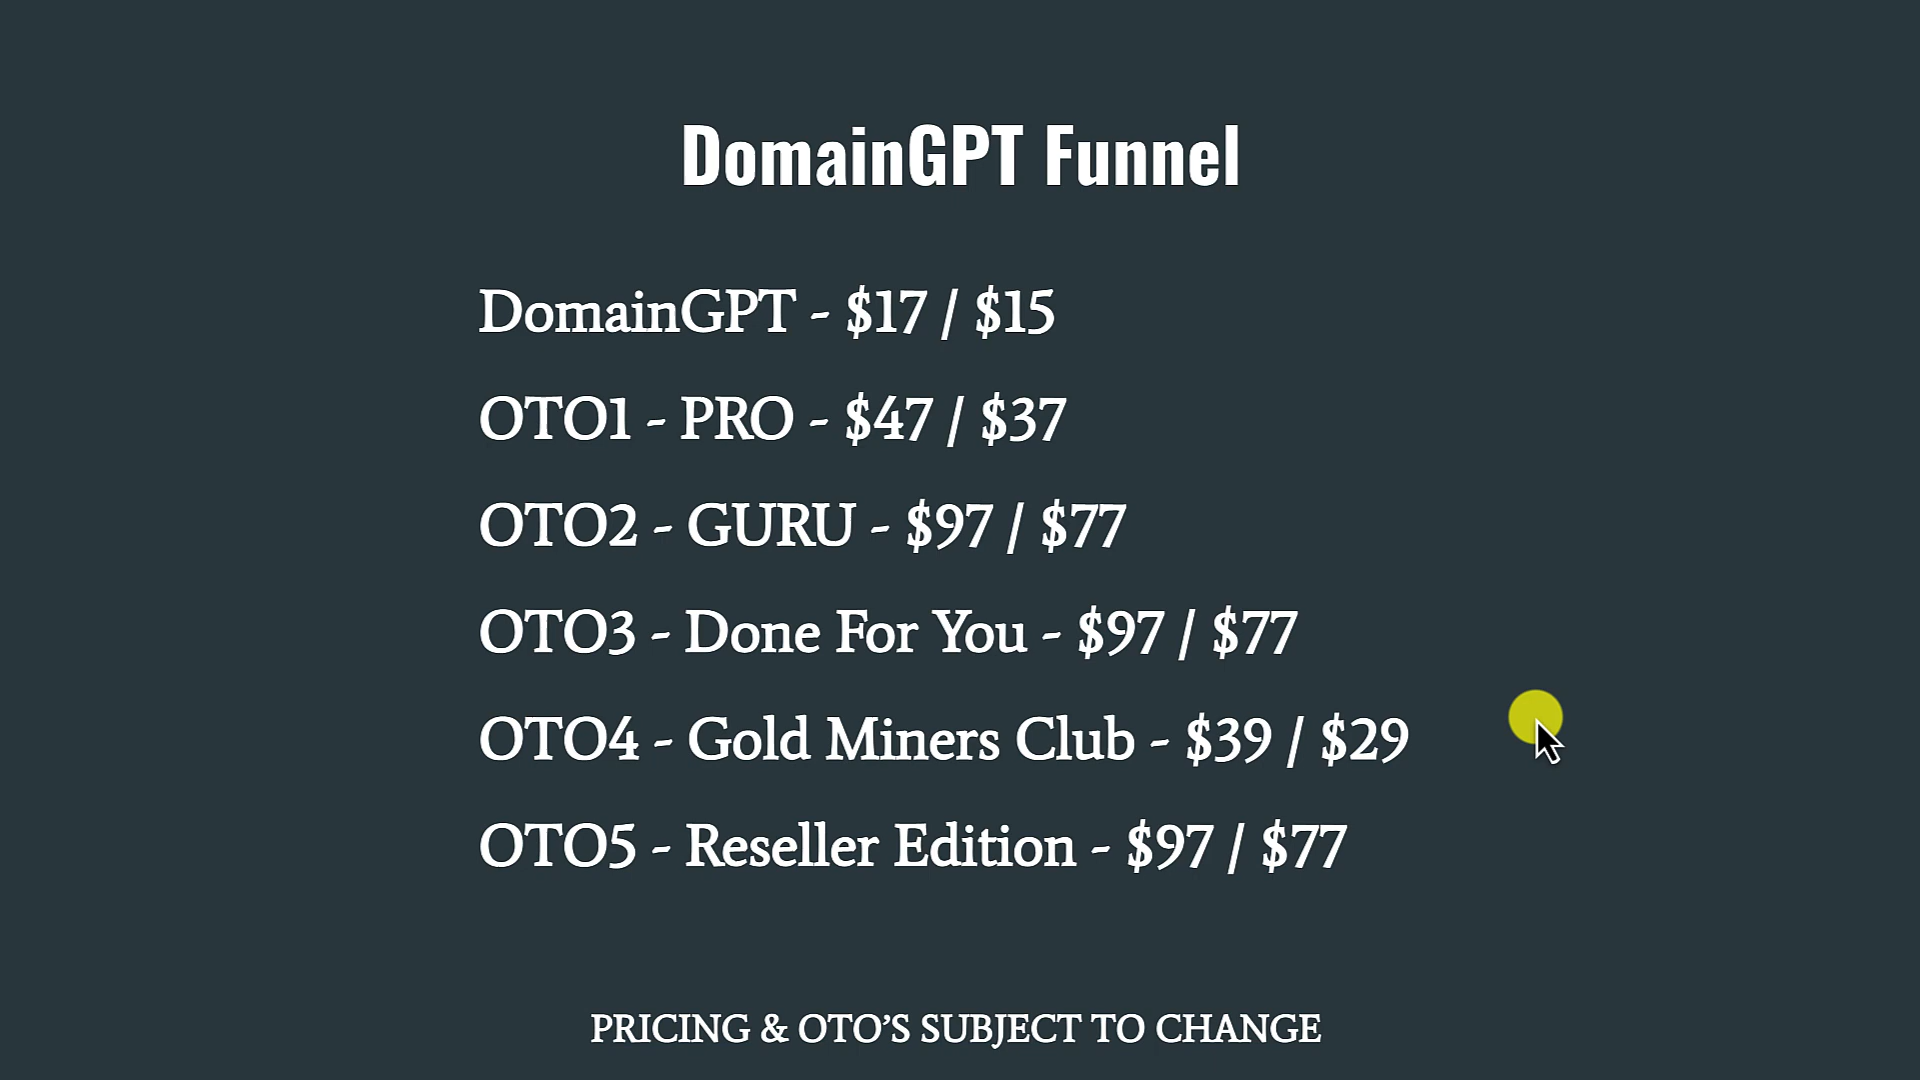 DomainGPT Funnel
DomainGPT - $17 / $15
OTO1 - PRO - $47 / $37
OTO2 - GURU - $97 / $77
OTO3 - Done For You - $97 / $77
OTO4 - Gold Miners Club - $39 / $29
OTO5 - Reseller Edition - $97 / $77
PRICING & OTO’S SUBJECT TO CHANGE